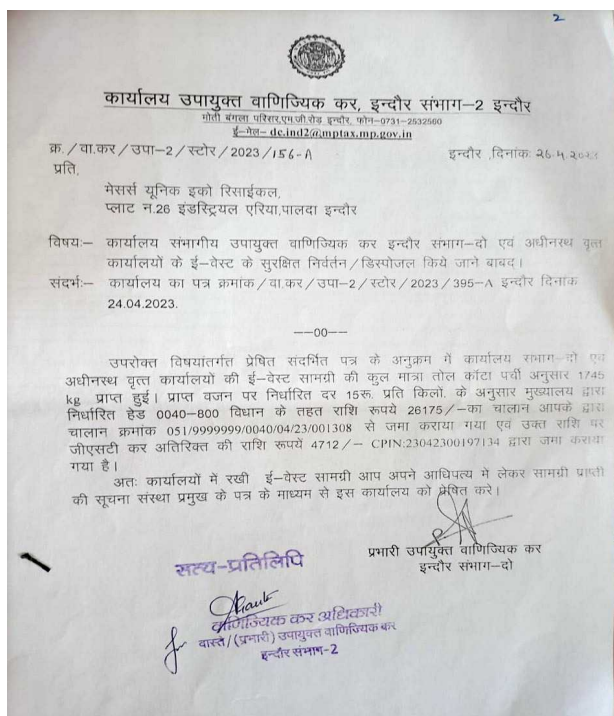 2
कार्यालय उपायुक्त वाणिज्यिक कर, इन्दौर संभाग–2 इन्दौर
मोती बंगला परिसर,एम.जी.रोड़ इन्दौर, फोन–0731–2532500
ई–मेल– dc.ind2@mptax.mp.gov.in
क्र./वा.कर/उपा–2/स्टोर/2023/156-A इन्दौर ,दिनांक 26.4.2023
प्रति,
मेसर्स यूनिक इको रिसाईकल,
प्लाट न.26 इंडस्ट्रियल एरिया,पालदा इन्दौर
विषयः– कार्यालय संभागीय उपायुक्त वाणिज्यिक कर इन्दौर संभाग–दो एवं अधीनस्थ वृत्त
कार्यालयों के ई–वेस्ट के सुरक्षित निर्वर्तन/डिस्पोजल किये जाने बाबद।
संदर्भः– कार्यालय का पत्र क्रमांक/वा.कर/उपा–2/स्टोर/2023/395–A इन्दौर दिनांक
24.04.2023.
––00––
उपरोक्त विषयांतर्गत प्रेषित संदर्भित पत्र के अनुक्रम में कार्यालय संभाग–दो एवं
अधीनस्थ वृत्त कार्यालयों की ई–वेस्ट सामग्री की कुल मात्रा तोल कॉटा पर्ची अनुसार 1745
kg प्राप्त हुई। प्राप्त वजन पर निर्धारित दर 15रू. प्रति किलो. के अनुसार मुख्यालय द्वारा
निर्धारित हेड 0040–800 विधान के तहत राशि रूपये 26175/–का चालान आपके द्वारा
चालान क्रमांक 051/9999999/0040/04/23/001308 से जमा कराया गया एवं उक्त राशि पर
जीएसटी कर अतिरिक्त की राशि रूपयें 4712/– CPIN:23042300197134 द्वारा जमा कराया
गया है।
अतः कार्यालयों में रखी ई–वेस्ट सामग्री आप अपने आधिपत्य मे लेकर सामग्री प्राप्ती
की सूचना संस्था प्रमुख के पत्र के माध्यम से इस कार्यालय को प्रेषित करे।
प्रभारी उपायुक्त वाणिज्यिक कर
इन्दौर संभाग–दो
सत्य–प्रतिलिपि
वाणिज्यिक कर अधिकारी
वास्ते/(प्रभारी) उपायुक्त वाणिज्यिक कर
इन्दौर संभाग-2